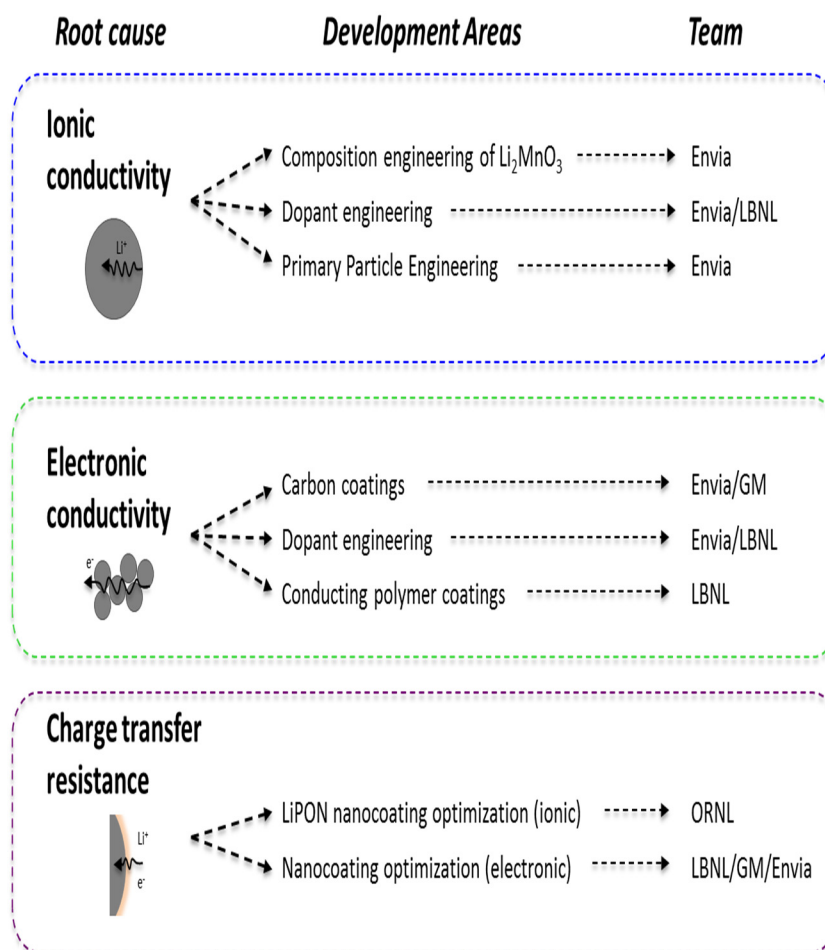 Root cause Development Areas Team
Ionic
conductivity
Composition engineering of Li₂MnO₃ Envia
Dopant engineering Envia/LBNL
Primary Particle Engineering Envia
Li⁺
Electronic
conductivity
Carbon coatings Envia/GM
Dopant engineering Envia/LBNL
Conducting polymer coatings LBNL
e⁻
Charge transfer
resistance
LiPON nanocoating optimization (ionic) ORNL
Nanocoating optimization (electronic) LBNL/GM/Envia
Li⁺
e⁻